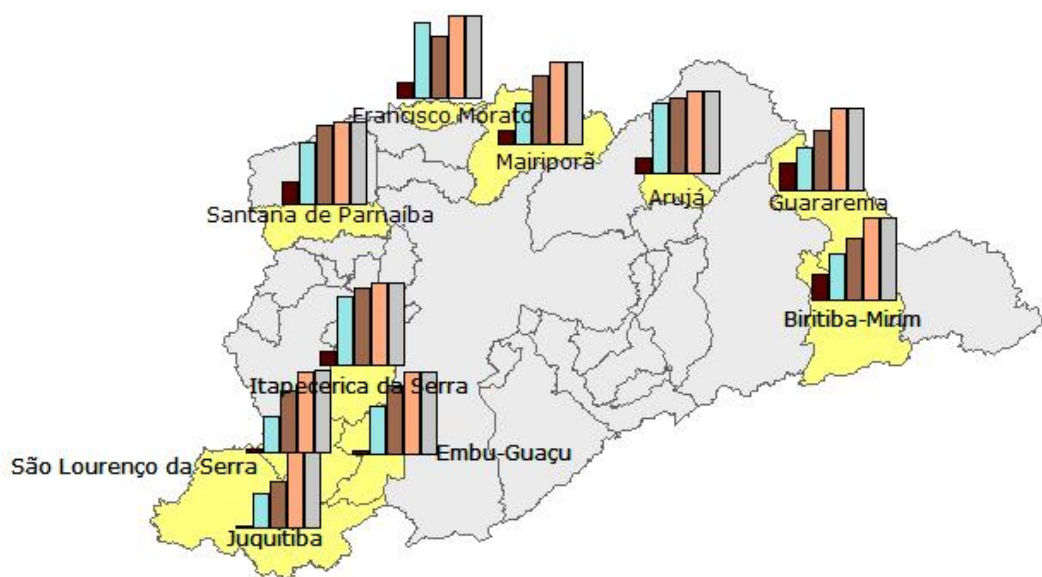 Francisco Morato
Mairiporã
Santana de Parnaíba
Arujá
Guararema
Biritiba-Mirim
Itapecerica da Serra
São Lourenço da Serra
Embu-Guaçu
Juquitiba